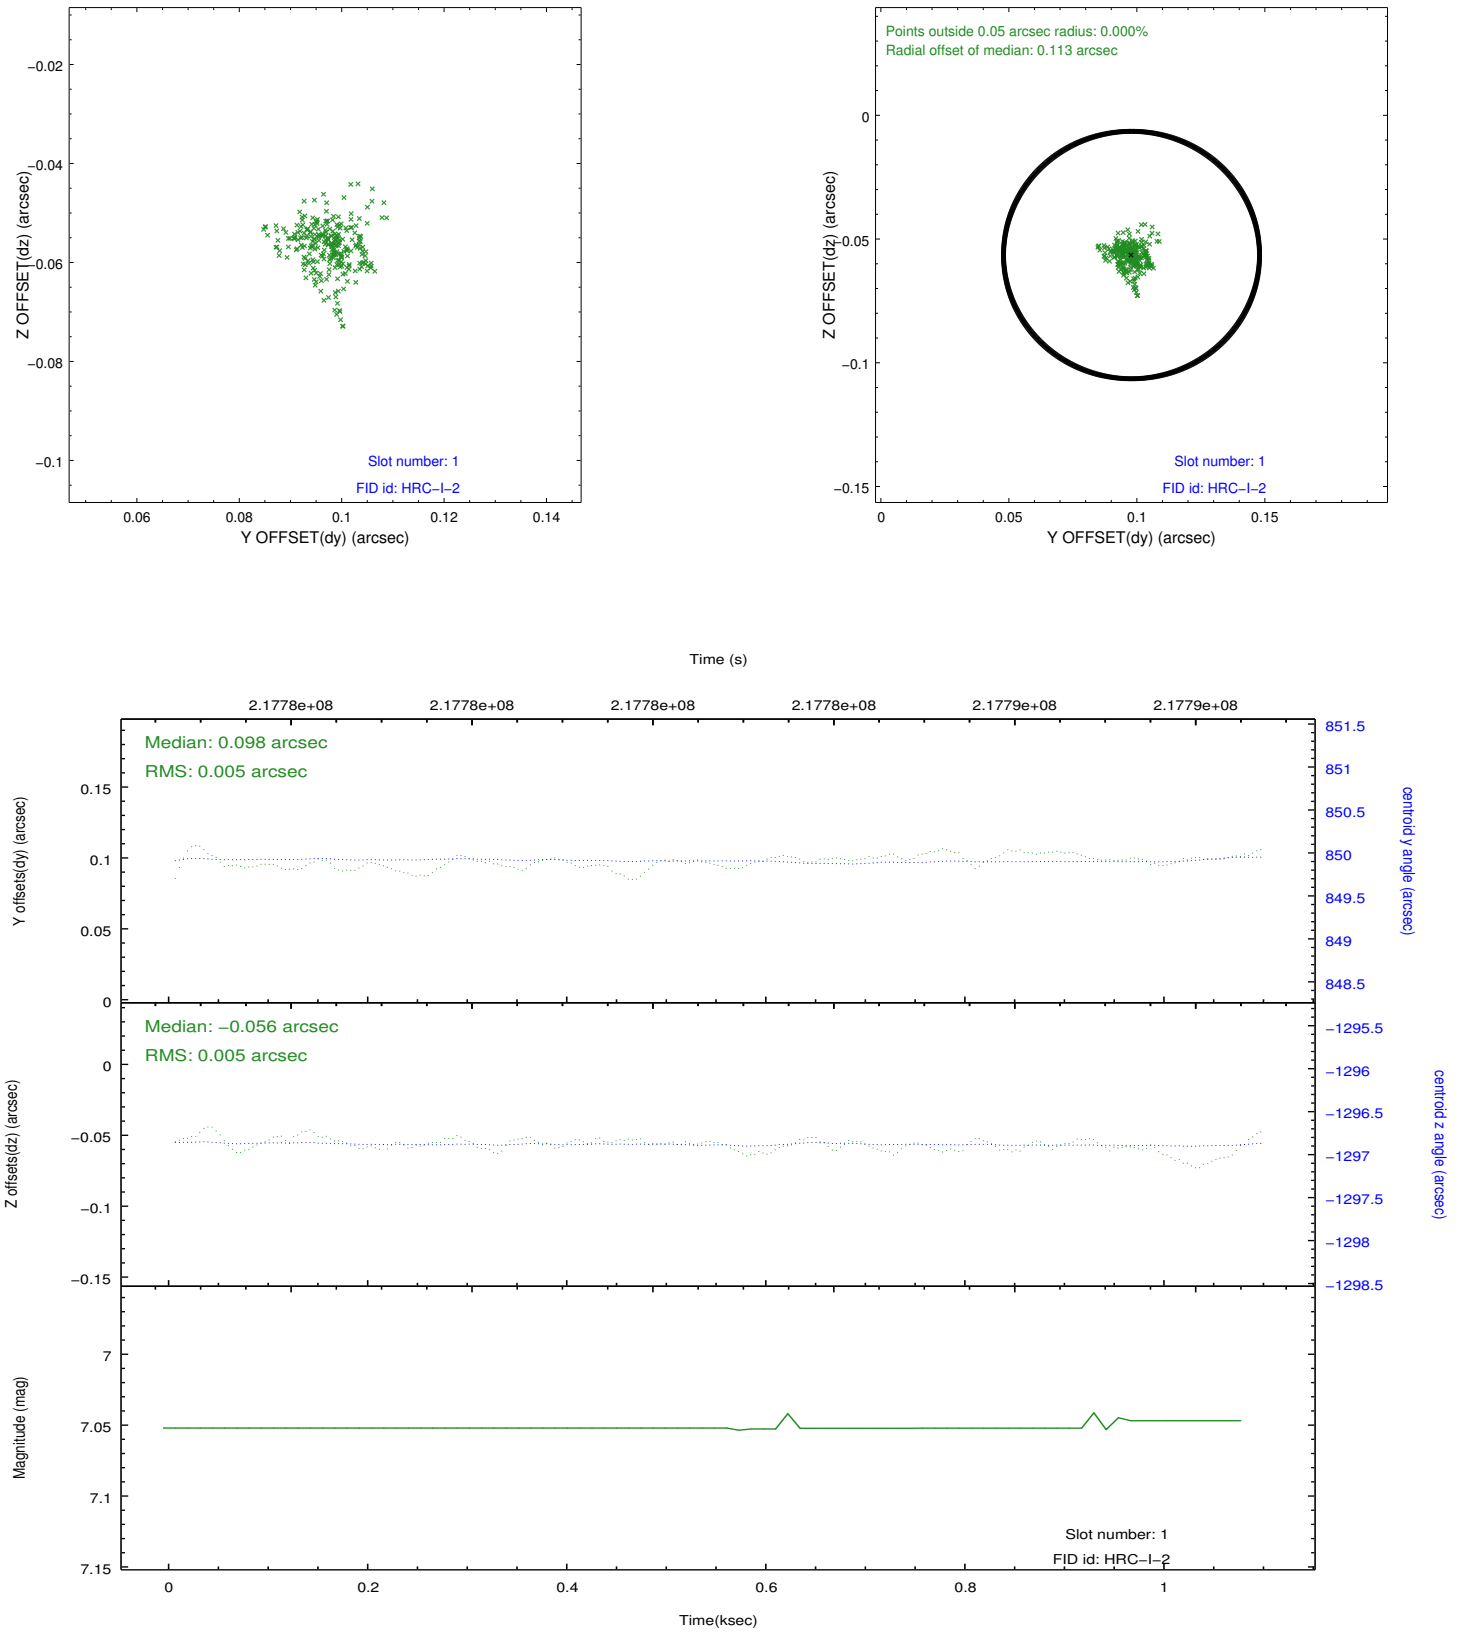 −0.02
−0.04
−0.06
−0.08
−0.1
Z OFFSET(dz) (arcsec)
Slot number: 1
FID id: HRC−I−2
0.06 0.08 0.1 0.12 0.14
Y OFFSET(dy) (arcsec)
Points outside 0.05 arcsec radius: 0.000%
Radial offset of median: 0.113 arcsec
0
−0.05
−0.1
−0.15
Z OFFSET(dz) (arcsec)
Slot number: 1
FID id: HRC−I−2
0 0.05 0.1 0.15
Y OFFSET(dy) (arcsec)
Time (s)
2.1778e+08 2.1778e+08 2.1778e+08 2.1778e+08 2.1779e+08 2.1779e+08
Median: 0.098 arcsec
RMS: 0.005 arcsec
Y offsets(dy) (arcsec)
0.15
0.1
0.05
0
851.5
851
850.5
850
849.5
849
848.5
centroid y angle (arcsec)
Median: −0.056 arcsec
RMS: 0.005 arcsec
Z offsets(dz) (arcsec)
0
−0.05
−0.1
−0.15
−1295.5
−1296
−1296.5
−1297
−1297.5
−1298
−1298.5
centroid z angle (arcsec)
Magnitude (mag)
7
7.05
7.1
7.15
Slot number: 1
FID id: HRC−I−2
0 0.2 0.4 0.6 0.8 1
Time(ksec)